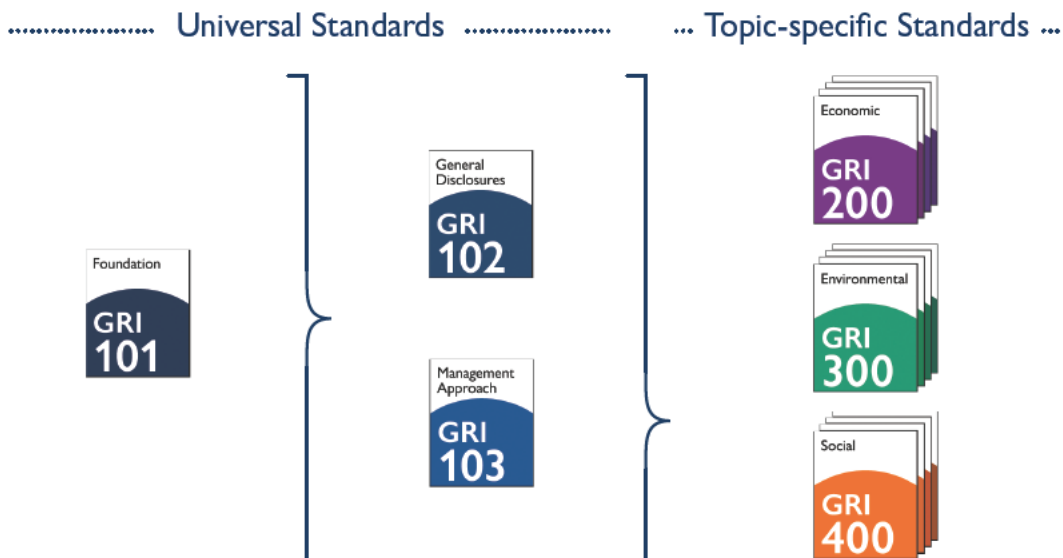 Universal Standards
Topic-specific Standards
Foundation
GRI
101
General
Disclosures
GRI
102
Management
Approach
GRI
103
Economic
GRI
200
Environmental
GRI
300
Social
GRI
400